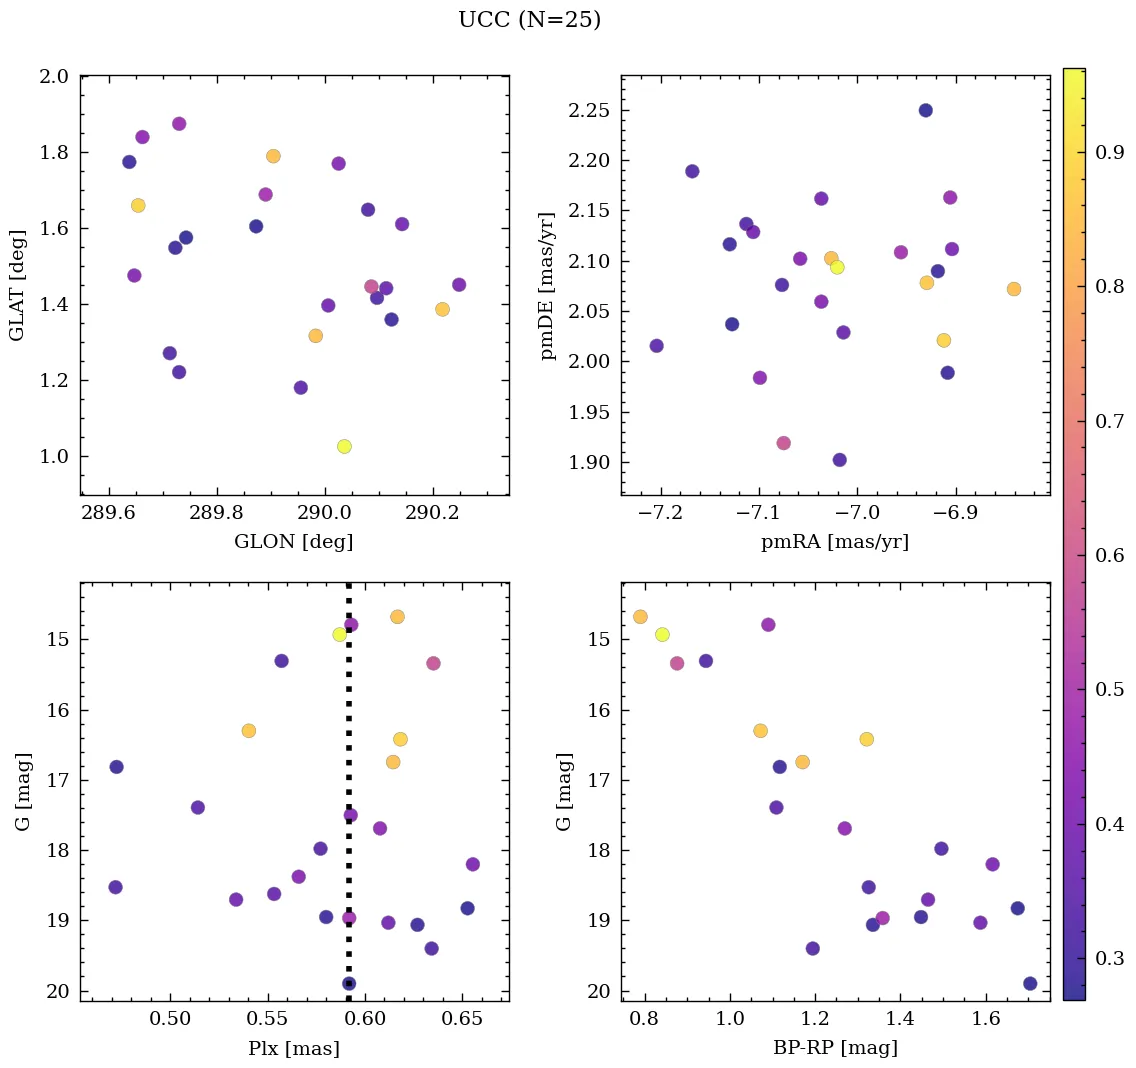 UCC (N=25)
2.0
1.8
1.6
1.4
1.2
1.0
GLAT [deg]
289.6 289.8 290.0 290.2
GLON [deg]
2.25
2.20
2.15
2.10
2.05
2.00
1.95
1.90
pmDE [mas/yr]
−7.2 −7.1 −7.0 −6.9
pmRA [mas/yr]
15
16
17
18
19
20
G [mag]
0.50 0.55 0.60 0.65
Plx [mas]
15
16
17
18
19
20
G [mag]
0.8 1.0 1.2 1.4 1.6
BP-RP [mag]
0.9
0.8
0.7
0.6
0.5
0.4
0.3